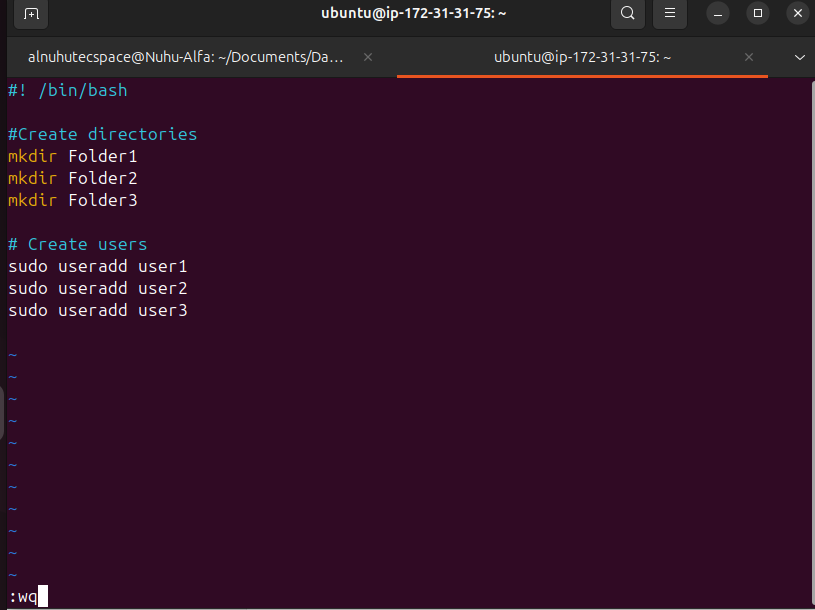 ubuntu@ip-172-31-31-75: ~
alnuhutecspace@Nuhu-Alfa: ~/Documents/Da...
ubuntu@ip-172-31-31-75: ~
#! /bin/bash
#Create directories
mkdir Folder1
mkdir Folder2
mkdir Folder3
# Create users
sudo useradd user1
sudo useradd user2
sudo useradd user3
~
~
~
~
~
~
~
~
~
~
~
:wq